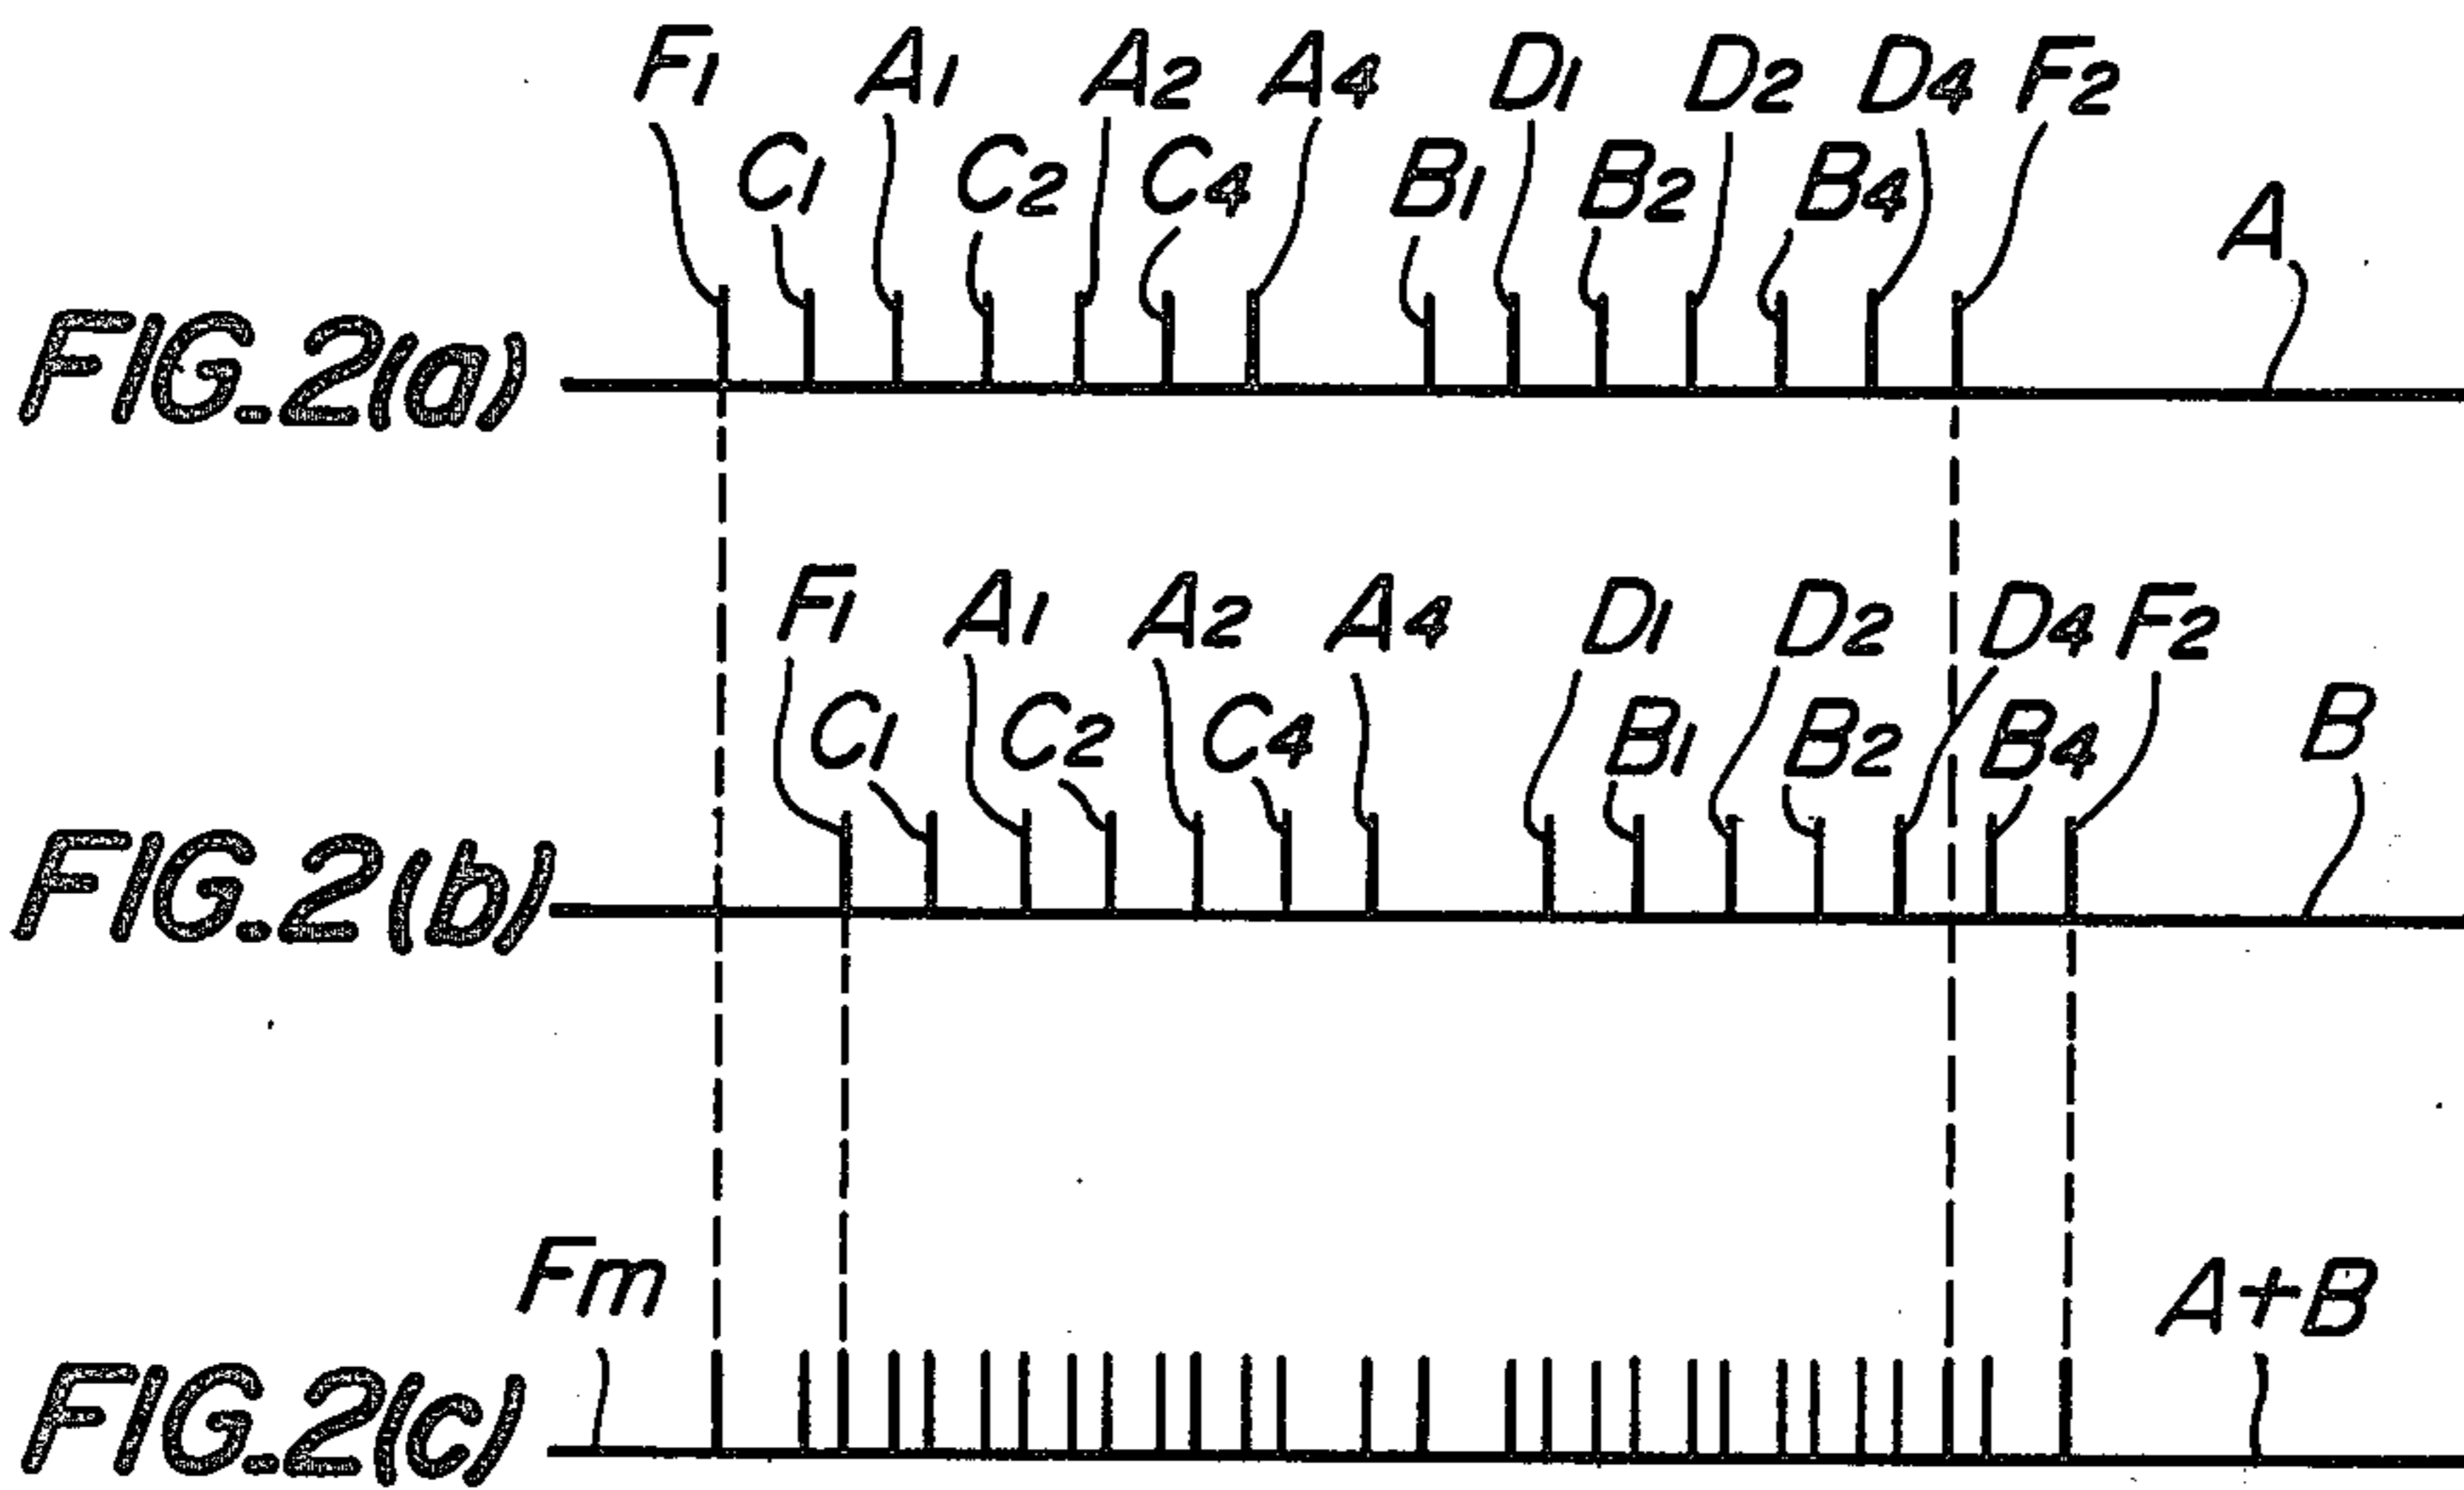 F1 A1 A2 A4 D1 D2 D4 F2
C1 C2 C4 B1 B2 B4 A
FIG.2(a)
F1 A1 A2 A4 D1 D2 D4 F2
C1 C2 C4 B1 B2 B4 B
FIG.2(b)
Fm A+B
FIG.2(c)